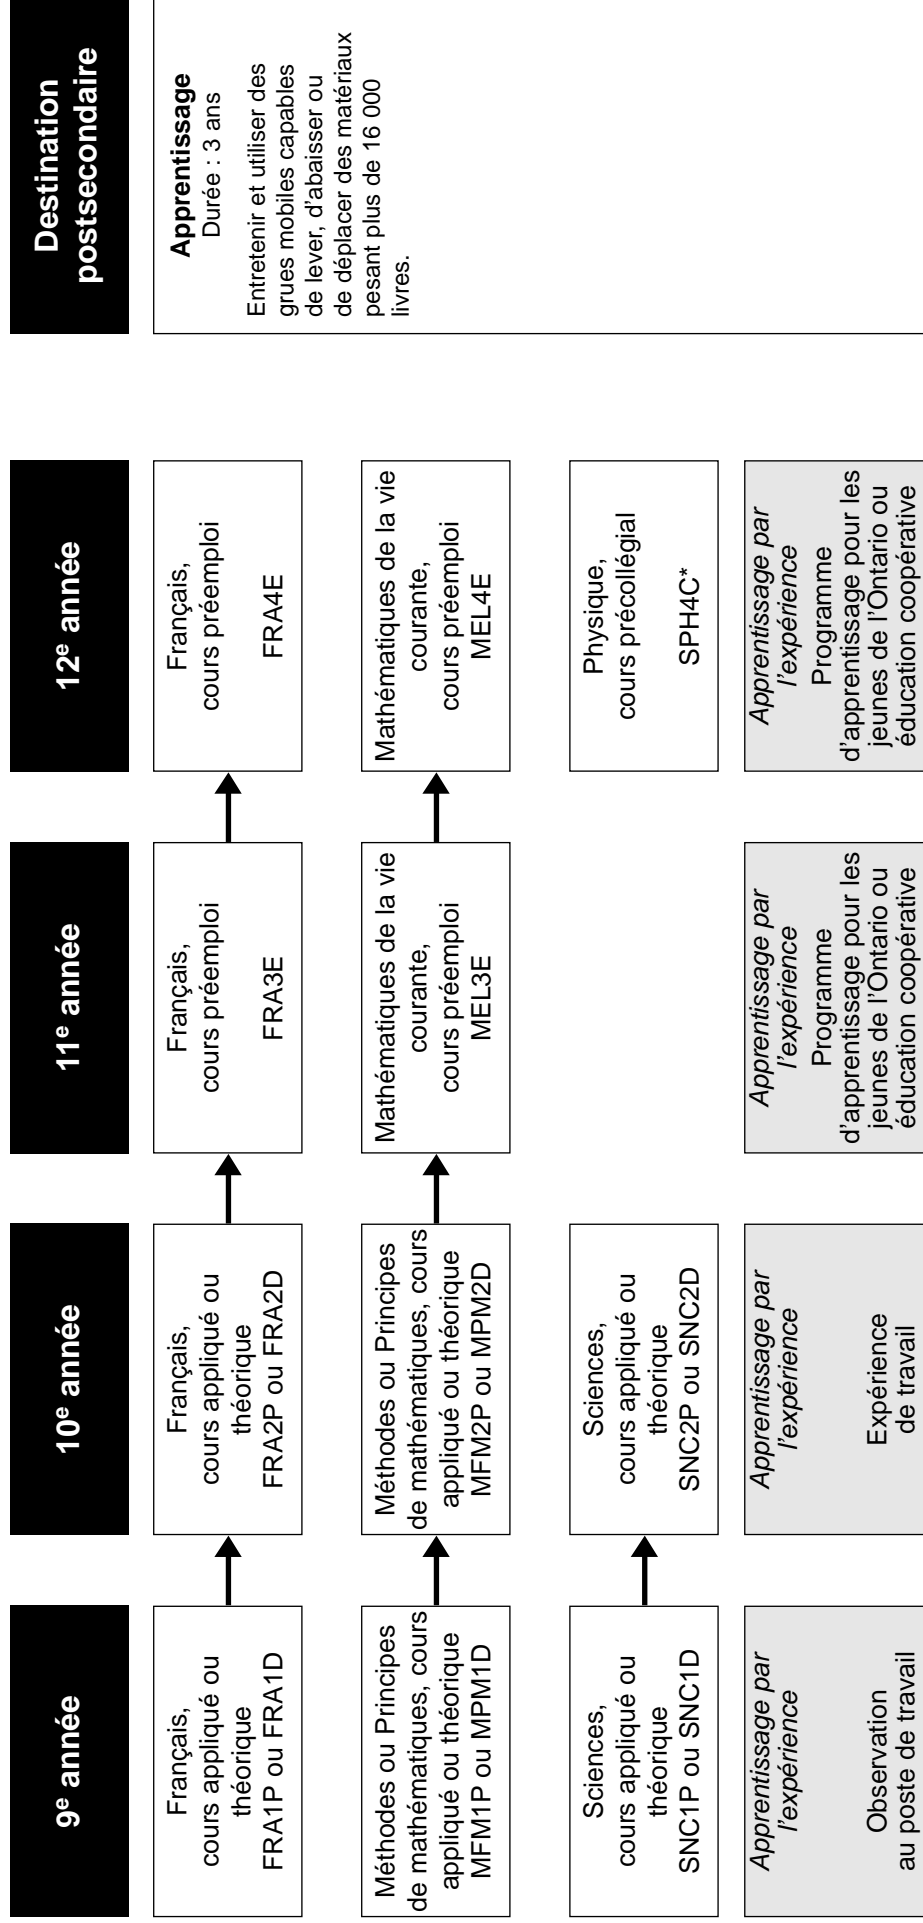 9e année
10e année
11e année
12e année
Destination
postsecondaire
Français,
cours appliqué ou
théorique
FRA1P ou FRA1D
Français,
cours appliqué ou
théorique
FRA2P ou FRA2D
Français,
cours préemploi
FRA3E
Français,
cours préemploi
FRA4E
Apprentissage
Durée : 3 ans
Entretenir et utiliser des
grues mobiles capables
de lever, d'abaisser ou
de déplacer des matériaux
pesant plus de 16 000
livres.
Méthodes ou Principes
de mathématiques, cours
appliqué ou théorique
MFM1P ou MPM1D
Méthodes ou Principes
de mathématiques, cours
appliqué ou théorique
MFM2P ou MPM2D
Mathématiques de la vie
courante,
cours préemploi
MEL3E
Mathématiques de la vie
courante,
cours préemploi
MEL4E
Sciences,
cours appliqué ou
théorique
SNC1P ou SNC1D
Sciences,
cours appliqué ou
théorique
SNC2P ou SNC2D
Physique,
cours précollégial
SPH4C*
Apprentissage par
l'expérience
Observation
au poste de travail
Apprentissage par
l'expérience
Expérience
de travail
Apprentissage par
l'expérience
Programme
d'apprentissage pour les
jeunes de l'Ontario ou
éducation coopérative
Apprentissage par
l'expérience
Programme
d'apprentissage pour les
jeunes de l'Ontario ou
éducation coopérative